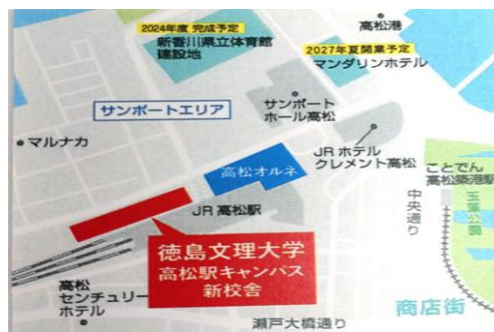 2024年度 完成予定
新香川県立体育館
建設地
高松港
2027年夏開業予定
マンダリンホテル
サンポートエリア
サンポート
ホール高松
マルナカ
JRホテル
クレメント高松
高松オルネ
ことでん
高松築港駅
JR高松駅
中央通り
玉藻公園
徳島文理大学
高松駅キャンパス
新校舎
高松
センチュリー
ホテル
商店街
瀬戸大橋通り